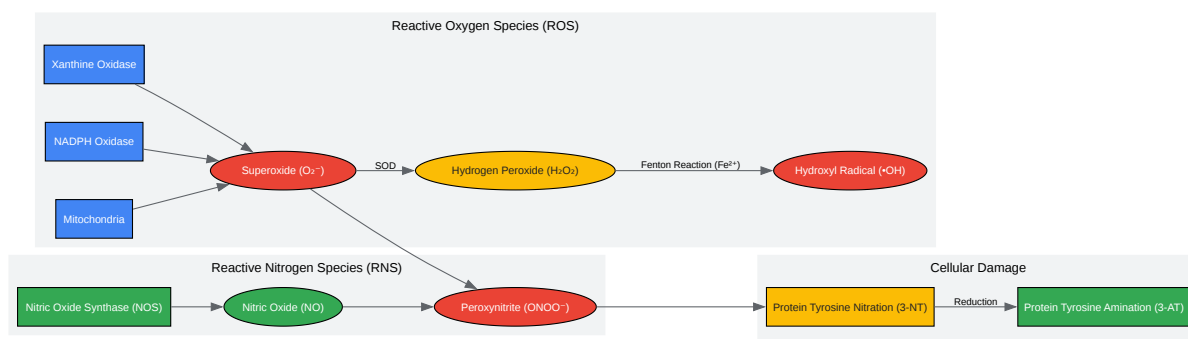 Reactive Oxygen Species (ROS)
Xanthine Oxidase
NADPH Oxidase
Mitochondria
Superoxide (O₂⁻)
SOD
Hydrogen Peroxide (H₂O₂)
Fenton Reaction (Fe²⁺)
Hydroxyl Radical (•OH)
Reactive Nitrogen Species (RNS)
Nitric Oxide Synthase (NOS)
Nitric Oxide (NO)
Peroxynitrite (ONOO⁻)
Cellular Damage
Protein Tyrosine Nitration (3-NT)
Reduction
Protein Tyrosine Amination (3-AT)